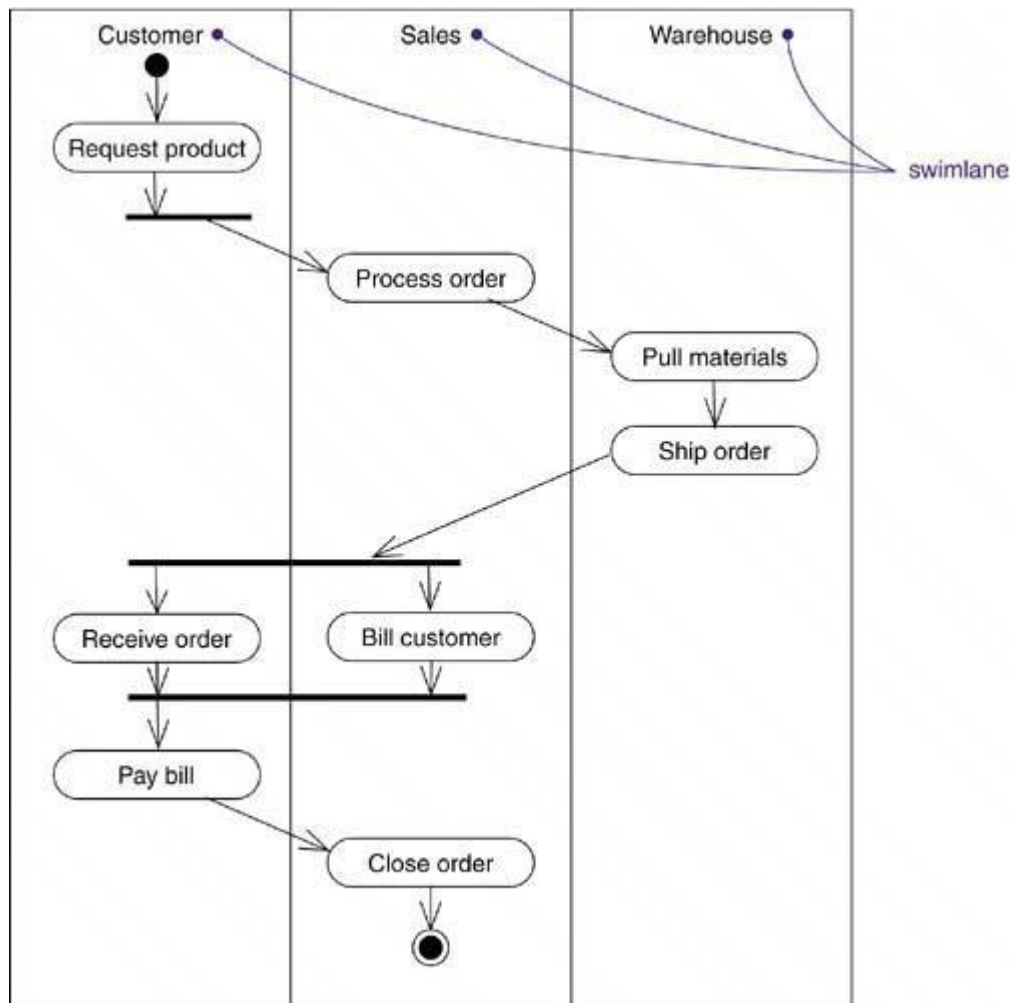 Customer
Sales
Warehouse
swimlane
Request product
Process order
Pull materials
Ship order
Receive order
Bill customer
Pay bill
Close order